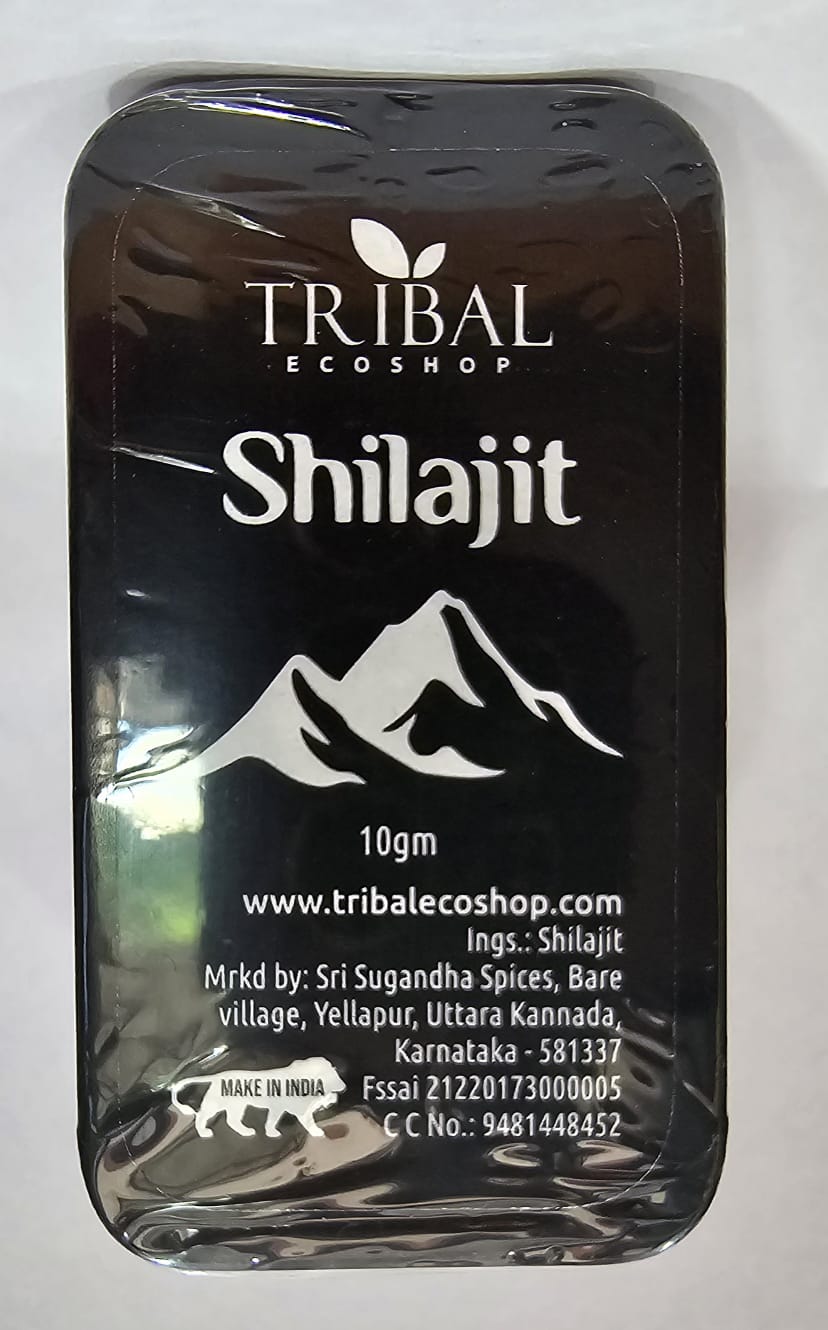 TRIBAL
ECOSHOP
Shilajit
10gm
www.tribalecoshop.com
Ings.: Shilajit
Mrkd by: Sri Sugandha Spices, Bare
village, Yellapur, Uttara Kannada,
Karnataka - 581337
MAKE IN INDIA
Fssai 21220173000005
C C No.: 9481448452